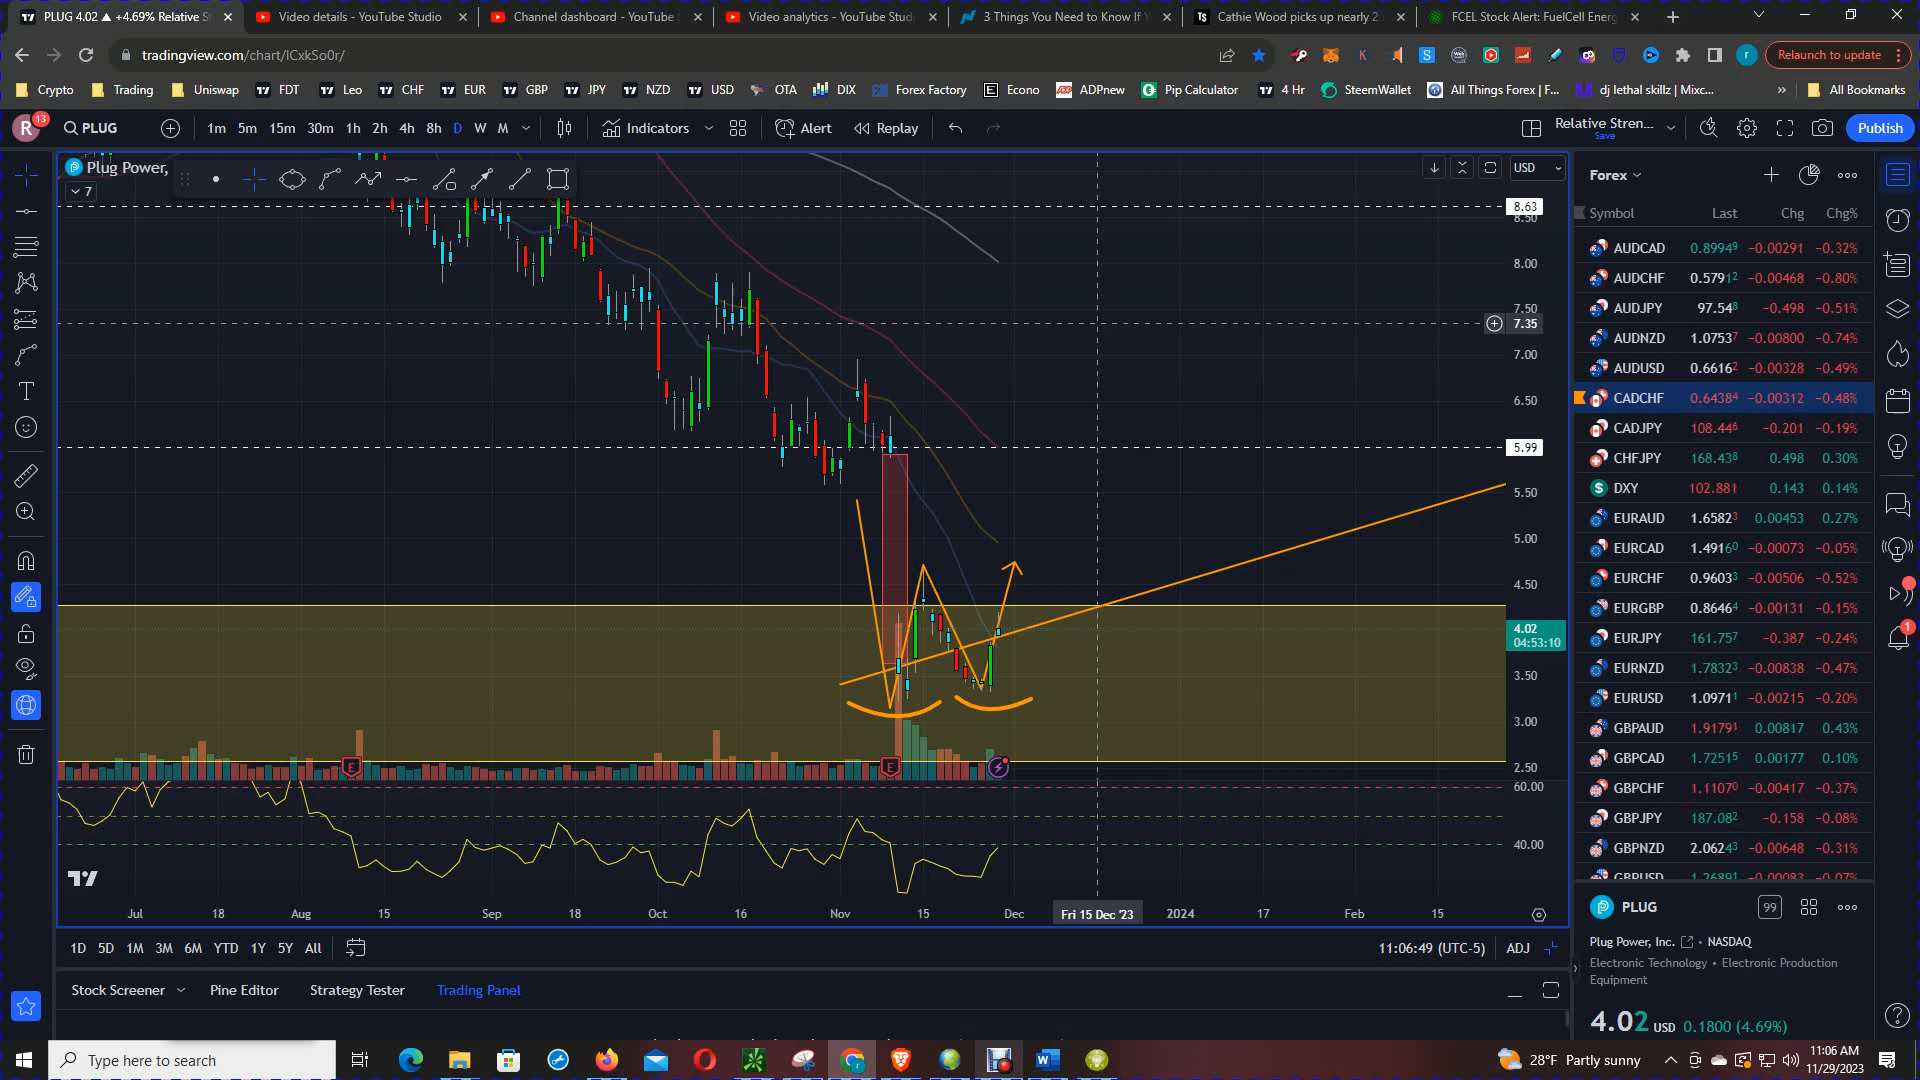 PLUG 4.02 ▲ +4.69% Relative S
Video details - YouTube Studio
Channel dashboard - YouTube
Video analytics - YouTube Stud
3 Things You Need to Know If Y
Cathie Wood picks up nearly 2
FCEL Stock Alert: FuelCell Energ
tradingview.com/chart/lCxkSo0r/
Relaunch to update
Crypto Trading Uniswap FDT Leo CHF EUR GBP JPY NZD USD OTA DIX Forex Factory Econo ADPnew Pip Calculator 4 Hr SteemWallet All Things Forex | F... dj lethal skillz | Mixc... » All Bookmarks
R 13 PLUG 1m 5m 15m 30m 1h 2h 4h 8h D W M Indicators Alert Replay Relative Stren... Save Publish
Plug Power,
7
USD
8.63
8.50
8.00
7.50
7.35
7.00
6.50
5.99
5.50
5.00
4.50
4.02
04:53:10
3.50
3.00
2.50
60.00
40.00
E E
Jul 18 Aug 15 Sep 18 Oct 16 Nov 15 Dec Fri 15 Dec '23 2024 17 Feb 15
1D 5D 1M 3M 6M YTD 1Y 5Y All 11:06:49 (UTC-5) ADJ
Stock Screener Pine Editor Strategy Tester Trading Panel
Forex
Symbol Last Chg Chg%
AUDCAD 0.89949 −0.00291 −0.32%
AUDCHF 0.57912 −0.00468 −0.80%
AUDJPY 97.548 −0.498 −0.51%
AUDNZD 1.07537 −0.00800 −0.74%
AUDUSD 0.66162 −0.00328 −0.49%
CADCHF 0.64384 −0.00312 −0.48%
CADJPY 108.446 −0.201 −0.19%
CHFJPY 168.438 0.498 0.30%
DXY 102.881 0.143 0.14%
EURAUD 1.65823 0.00453 0.27%
EURCAD 1.49160 −0.00073 −0.05%
EURCHF 0.96033 −0.00506 −0.52%
EURGBP 0.86464 −0.00131 −0.15%
EURJPY 161.757 −0.387 −0.24%
EURNZD 1.78323 −0.00838 −0.47%
EURUSD 1.09711 −0.00215 −0.20%
GBPAUD 1.91791 0.00817 0.43%
GBPCAD 1.72515 0.00177 0.10%
GBPCHF 1.11070 −0.00417 −0.37%
GBPJPY 187.082 −0.158 −0.08%
GBPNZD 2.06243 −0.00648 −0.31%
GBPUSD 1.26891 −0.00083 −0.07%
PLUG 99
Plug Power, Inc. • NASDAQ
Electronic Technology • Electronic Production
Equipment
4.02 USD 0.1800 (4.69%)
Type here to search
28°F Partly sunny
11:06 AM
11/29/2023